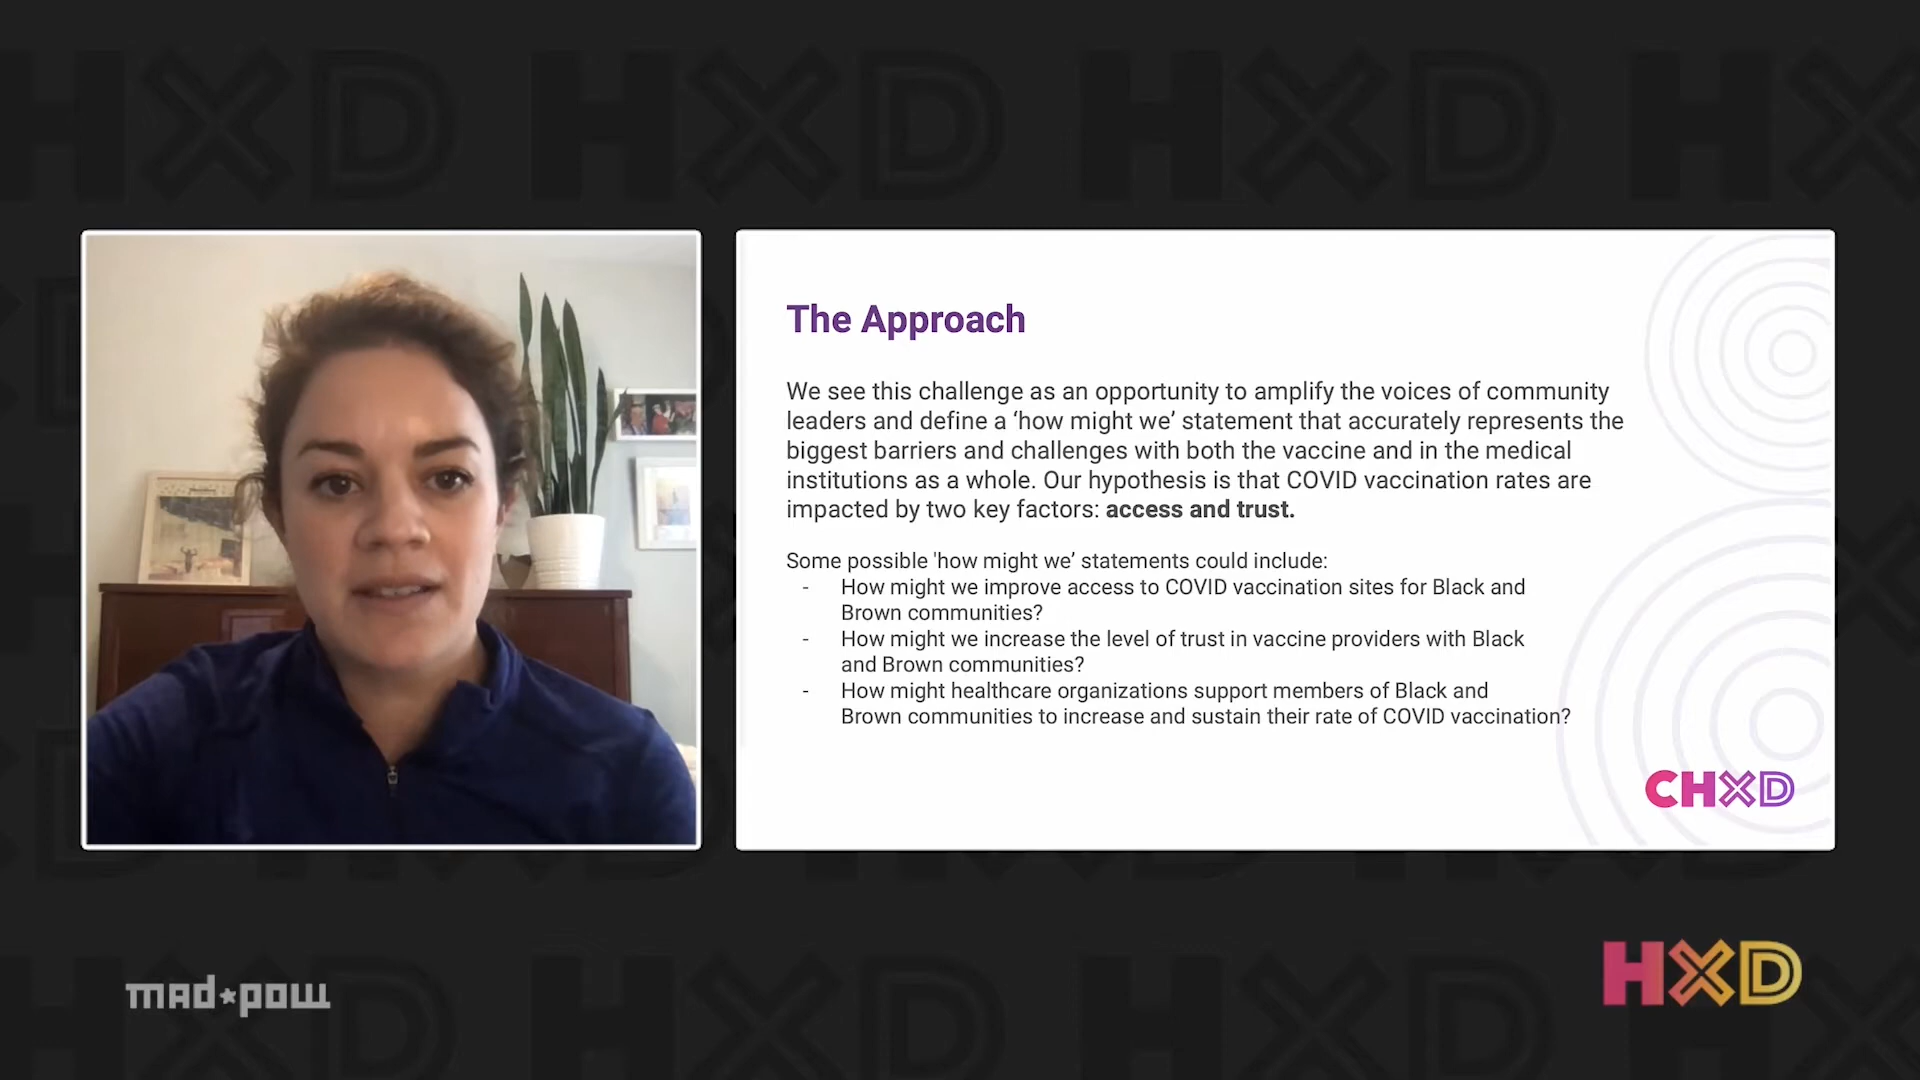 The Approach
We see this challenge as an opportunity to amplify the voices of community
leaders and define a ‘how might we’ statement that accurately represents the
biggest barriers and challenges with both the vaccine and in the medical
institutions as a whole. Our hypothesis is that COVID vaccination rates are
impacted by two key factors: access and trust.
Some possible 'how might we’ statements could include:
- How might we improve access to COVID vaccination sites for Black and
Brown communities?
- How might we increase the level of trust in vaccine providers with Black
and Brown communities?
- How might healthcare organizations support members of Black and
Brown communities to increase and sustain their rate of COVID vaccination?
CHXD
mad★pow
HXD